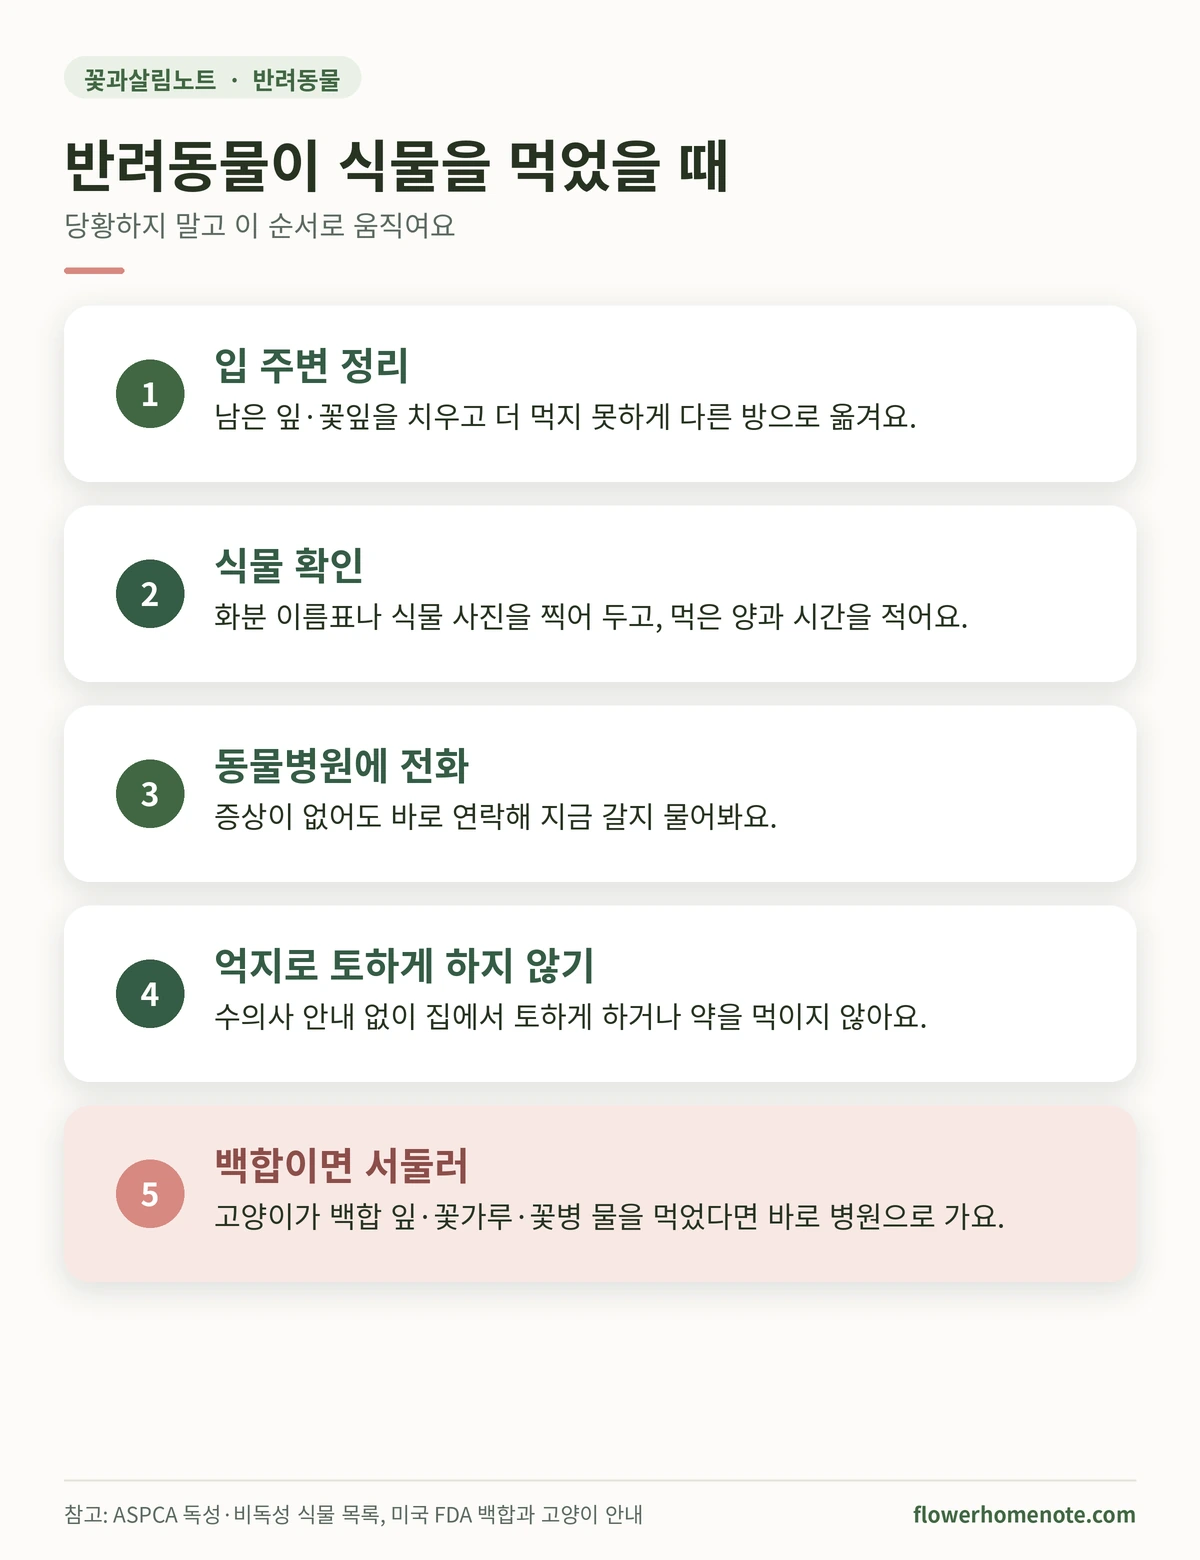 꽃과살림노트 · 반려동물
반려동물이 식물을 먹었을 때
당황하지 말고 이 순서로 움직여요
1
입 주변 정리
남은 잎·꽃잎을 치우고 더 먹지 못하게 다른 방으로 옮겨요.
2
식물 확인
화분 이름표나 식물 사진을 찍어 두고, 먹은 양과 시간을 적어요.
3
동물병원에 전화
증상이 없어도 바로 연락해 지금 갈지 물어봐요.
4
억지로 토하게 하지 않기
수의사 안내 없이 집에서 토하게 하거나 약을 먹이지 않아요.
5
백합이면 서둘러
고양이가 백합 잎·꽃가루·꽃병 물을 먹었다면 바로 병원으로 가요.
참고: ASPCA 독성·비독성 식물 목록, 미국 FDA 백합과 고양이 안내
flowerhomenote.com